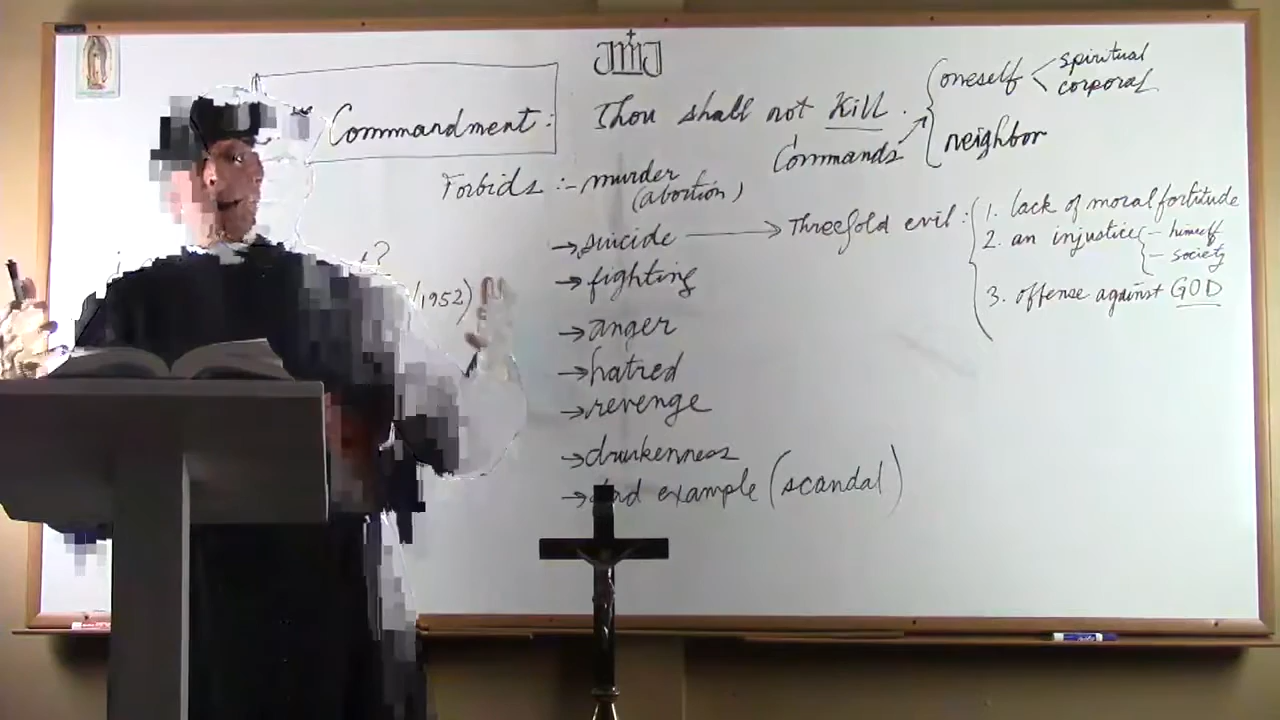 JMJ
Commandment: Thou shall not Kill.
Commands
oneself
spiritual
corporal
neighbor
Forbids :- murder
(abortion)
→ suicide → Threefold evil:
1. lack of moral fortitude
2. an injustice
- himself
- society
3. offense against GOD
→ fighting
→ anger
→ hatred
→ revenge
→ drunkenness
→ example (scandal)
?
1952)